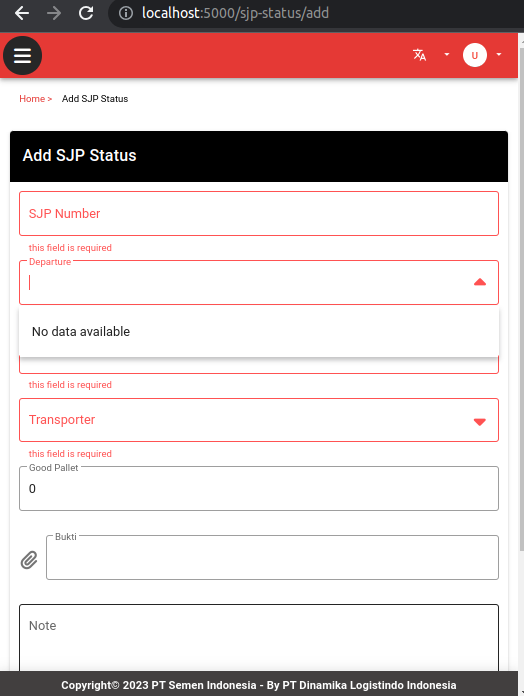 localhost:5000/sjp-status/add
U
Home > Add SJP Status
Add SJP Status
SJP Number
this field is required
Departure
No data available
this field is required
Transporter
this field is required
Good Pallet
0
Bukti
Note
Copyright© 2023 PT Semen Indonesia - By PT Dinamika Logistindo Indonesia